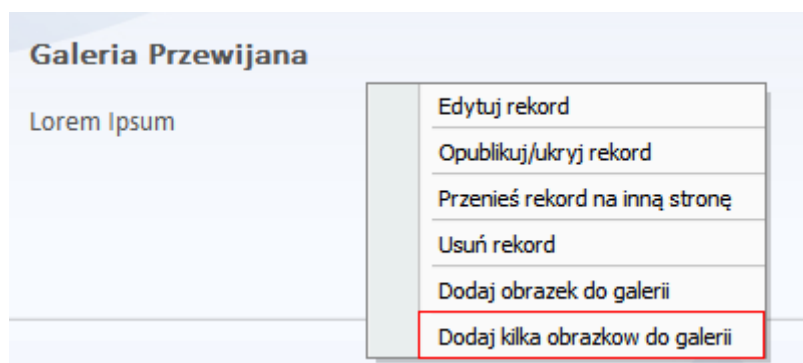 Galeria Przewijana
Lorem Ipsum
Edytuj rekord
Opublikuj/ukryj rekord
Przenieś rekord na inną stronę
Usuń rekord
Dodaj obrazek do galerii
Dodaj kilka obrazkow do galerii